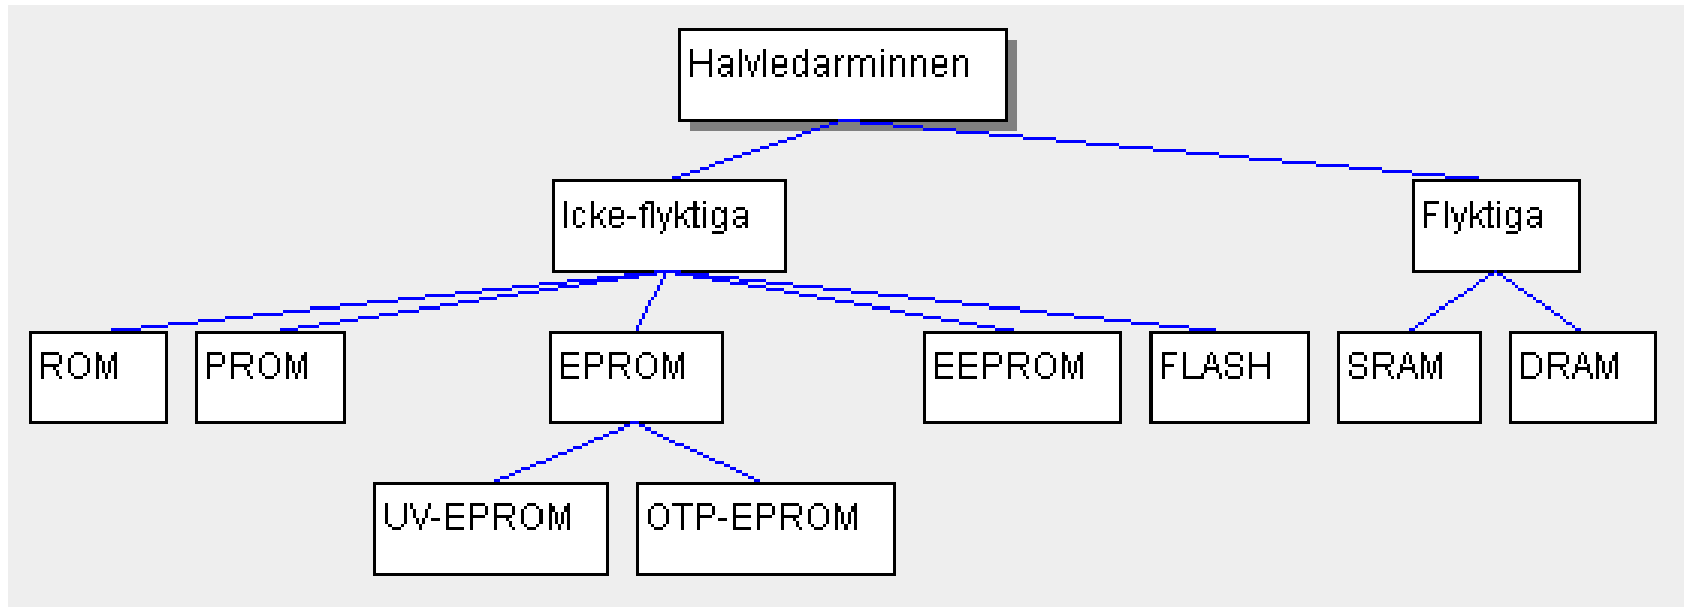 Halvledarminnen
Icke-flyktiga
Flyktiga
ROM
PROM
EPROM
EEPROM
FLASH
SRAM
DRAM
UV-EPROM
OTP-EPROM